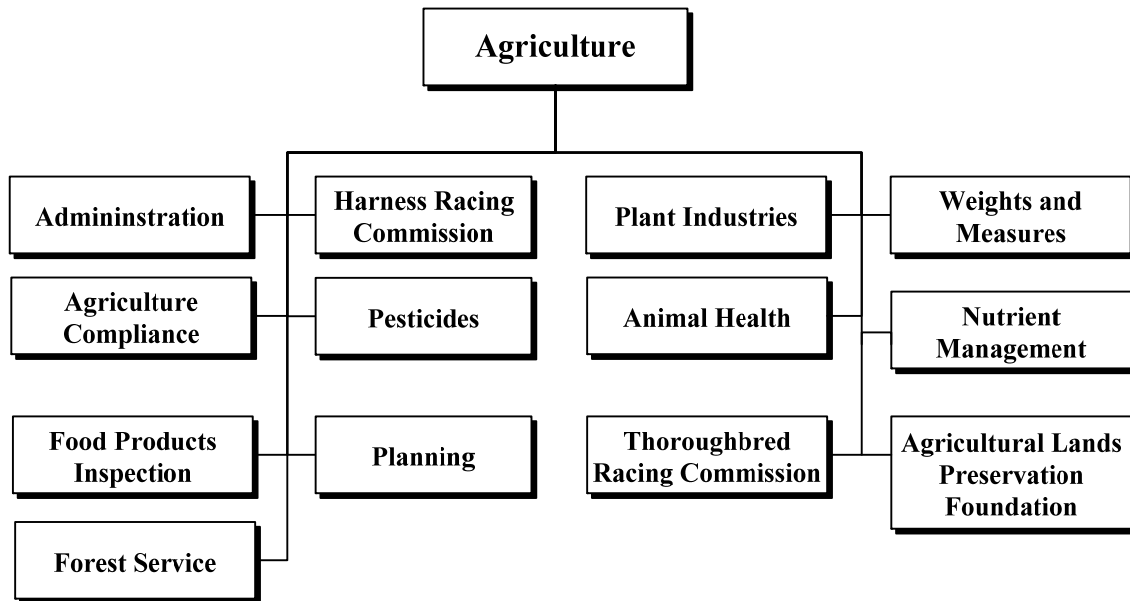 Agriculture
Admininstration
Harness Racing
Commission
Plant Industries
Weights and
Measures
Agriculture
Compliance
Pesticides
Animal Health
Nutrient
Management
Food Products
Inspection
Planning
Thoroughbred
Racing Commission
Agricultural Lands
Preservation
Foundation
Forest Service